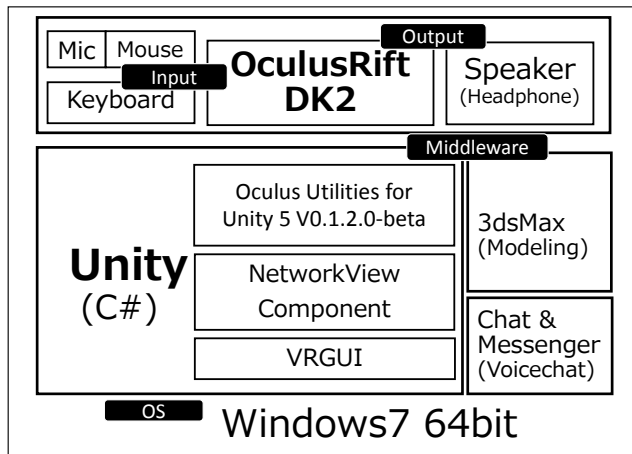 Mic
Mouse
Input
Keyboard
OculusRift
DK2
Output
Speaker
(Headphone)
Middleware
Unity
(C#)
Oculus Utilities for
Unity 5 V0.1.2.0-beta
NetworkView
Component
VRGUI
3dsMax
(Modeling)
Chat &
Messenger
(Voicechat)
OS
Windows7 64bit